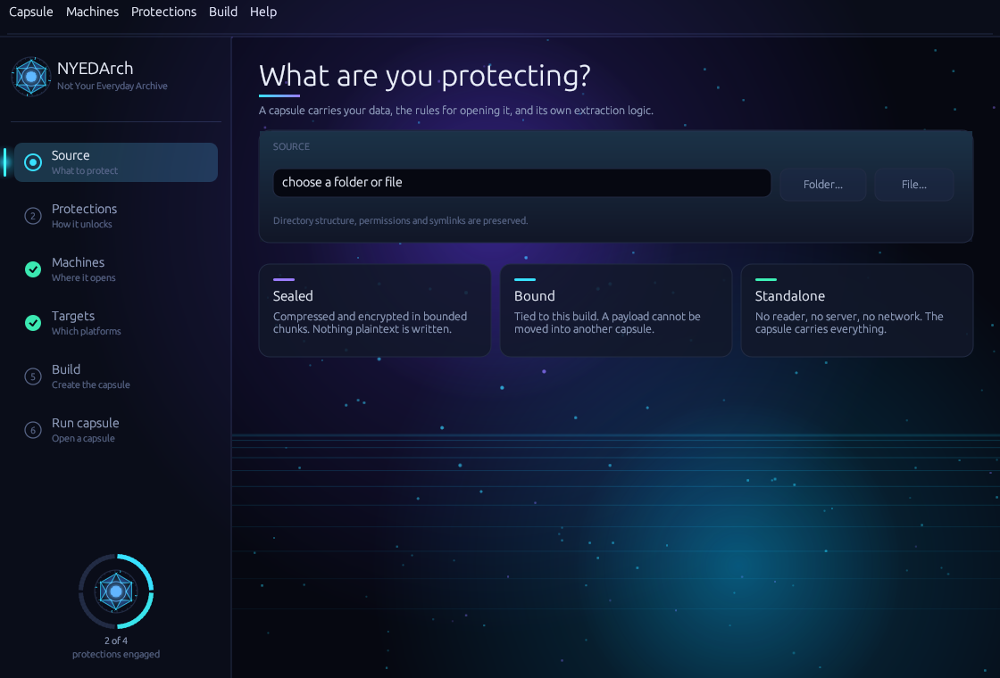 Capsule Machines Protections Build Help
NYEDArch
Not Your Everyday Archive
Source
What to protect
2
Protections
How it unlocks
Machines
Where it opens
Targets
Which platforms
5
Build
Create the capsule
6
Run capsule
Open a capsule
2 of 4
protections engaged
What are you protecting?
A capsule carries your data, the rules for opening it, and its own extraction logic.
SOURCE
choose a folder or file
Folder...
File...
Directory structure, permissions and symlinks are preserved.
Sealed
Compressed and encrypted in bounded
chunks. Nothing plaintext is written.
Bound
Tied to this build. A payload cannot be
moved into another capsule.
Standalone
No reader, no server, no network. The
capsule carries everything.